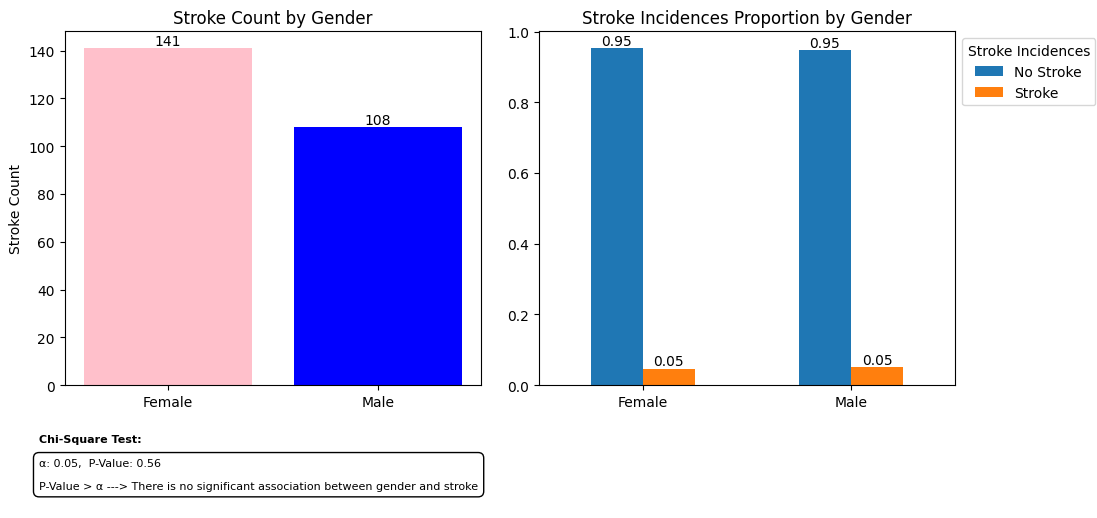 Stroke Count by Gender
Stroke Count
0
20
40
60
80
100
120
140
141
108
Female
Male
Stroke Incidences Proportion by Gender
0.0
0.2
0.4
0.6
0.8
1.0
0.95
0.05
0.95
0.05
Female
Male
Stroke Incidences
No Stroke
Stroke
Chi-Square Test:
α: 0.05,  P-Value: 0.56
P-Value > α ---> There is no significant association between gender and stroke